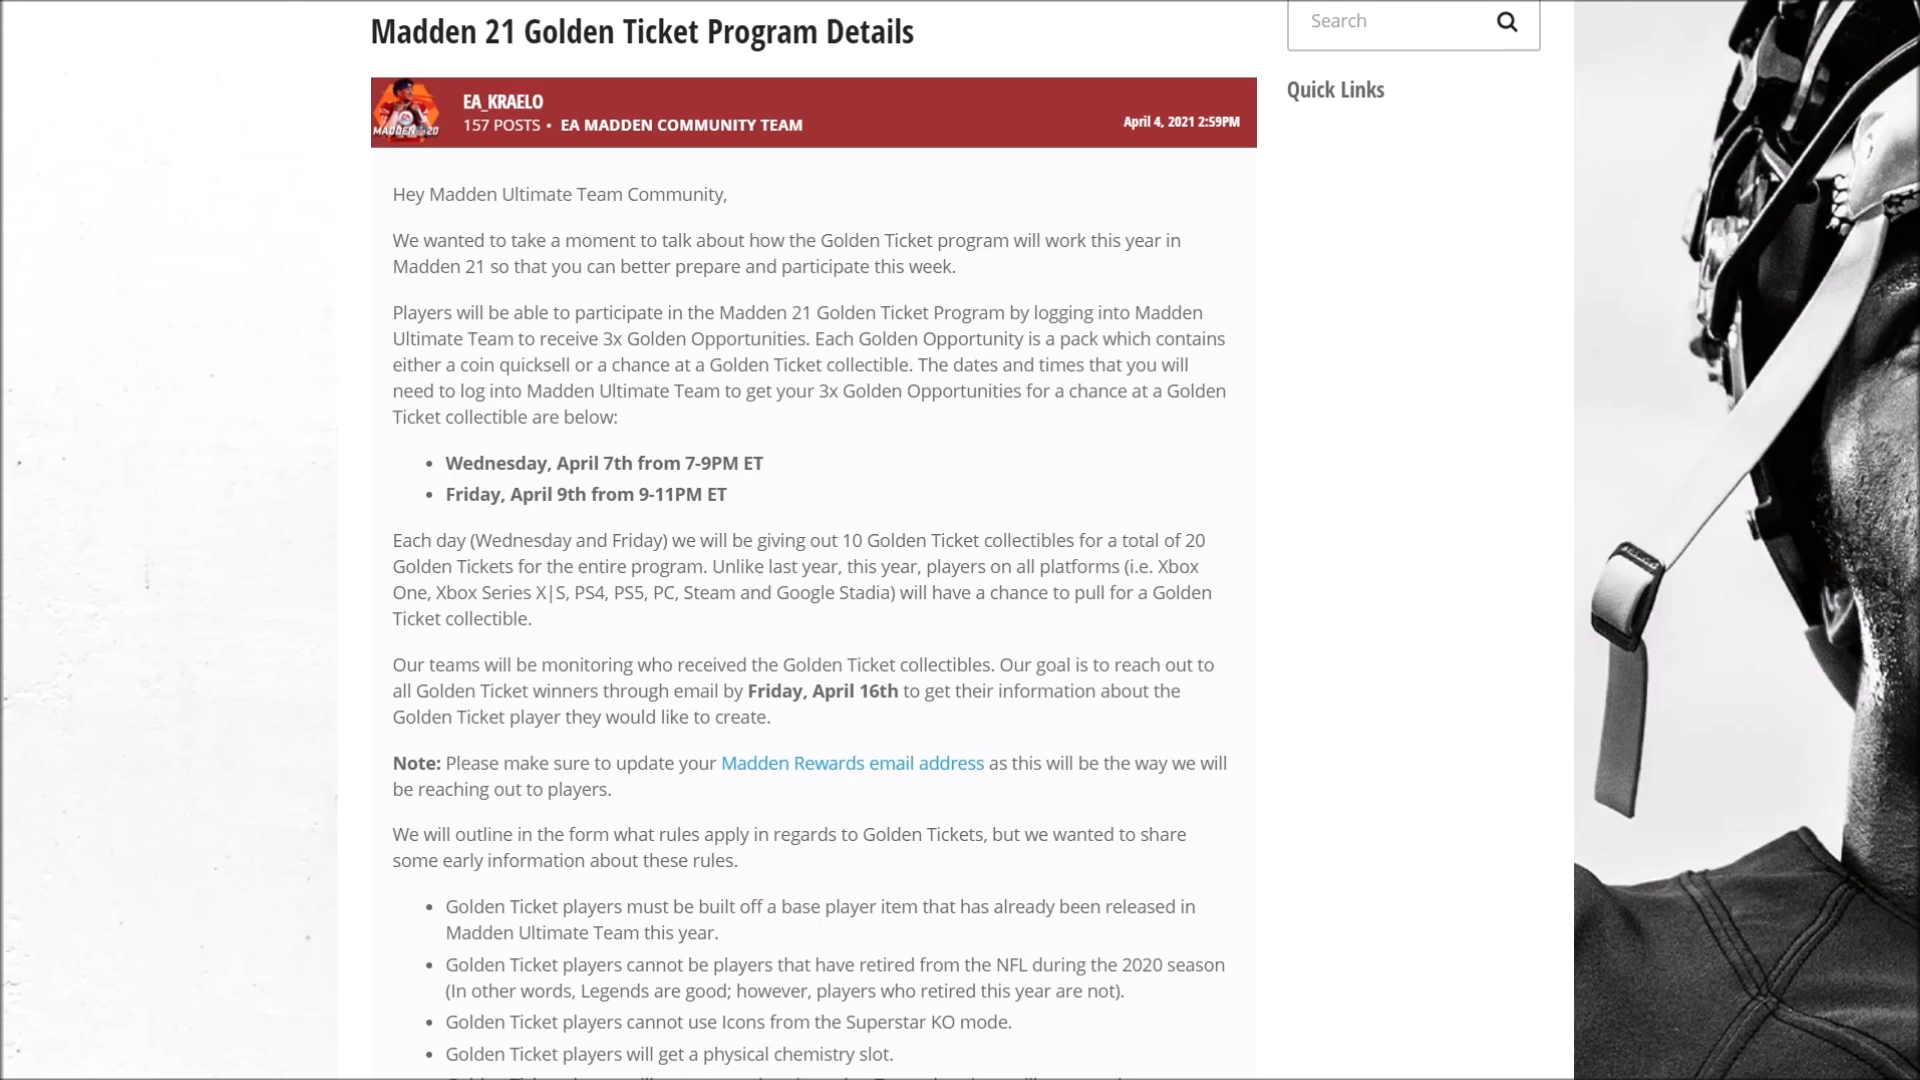 Madden 21 Golden Ticket Program Details
Search
Quick Links
EA_KRAELO
157 POSTS • EA MADDEN COMMUNITY TEAM
April 4, 2021 2:59PM
MADDEN 20
Hey Madden Ultimate Team Community,
We wanted to take a moment to talk about how the Golden Ticket program will work this year in
Madden 21 so that you can better prepare and participate this week.
Players will be able to participate in the Madden 21 Golden Ticket Program by logging into Madden
Ultimate Team to receive 3x Golden Opportunities. Each Golden Opportunity is a pack which contains
either a coin quicksell or a chance at a Golden Ticket collectible. The dates and times that you will
need to log into Madden Ultimate Team to get your 3x Golden Opportunities for a chance at a Golden
Ticket collectible are below:
• Wednesday, April 7th from 7-9PM ET
• Friday, April 9th from 9-11PM ET
Each day (Wednesday and Friday) we will be giving out 10 Golden Ticket collectibles for a total of 20
Golden Tickets for the entire program. Unlike last year, this year, players on all platforms (i.e. Xbox
One, Xbox Series X|S, PS4, PS5, PC, Steam and Google Stadia) will have a chance to pull for a Golden
Ticket collectible.
Our teams will be monitoring who received the Golden Ticket collectibles. Our goal is to reach out to
all Golden Ticket winners through email by Friday, April 16th to get their information about the
Golden Ticket player they would like to create.
Note: Please make sure to update your Madden Rewards email address as this will be the way we will
be reaching out to players.
We will outline in the form what rules apply in regards to Golden Tickets, but we wanted to share
some early information about these rules.
• Golden Ticket players must be built off a base player item that has already been released in
Madden Ultimate Team this year.
• Golden Ticket players cannot be players that have retired from the NFL during the 2020 season
(In other words, Legends are good; however, players who retired this year are not).
• Golden Ticket players cannot use Icons from the Superstar KO mode.
• Golden Ticket players will get a physical chemistry slot.